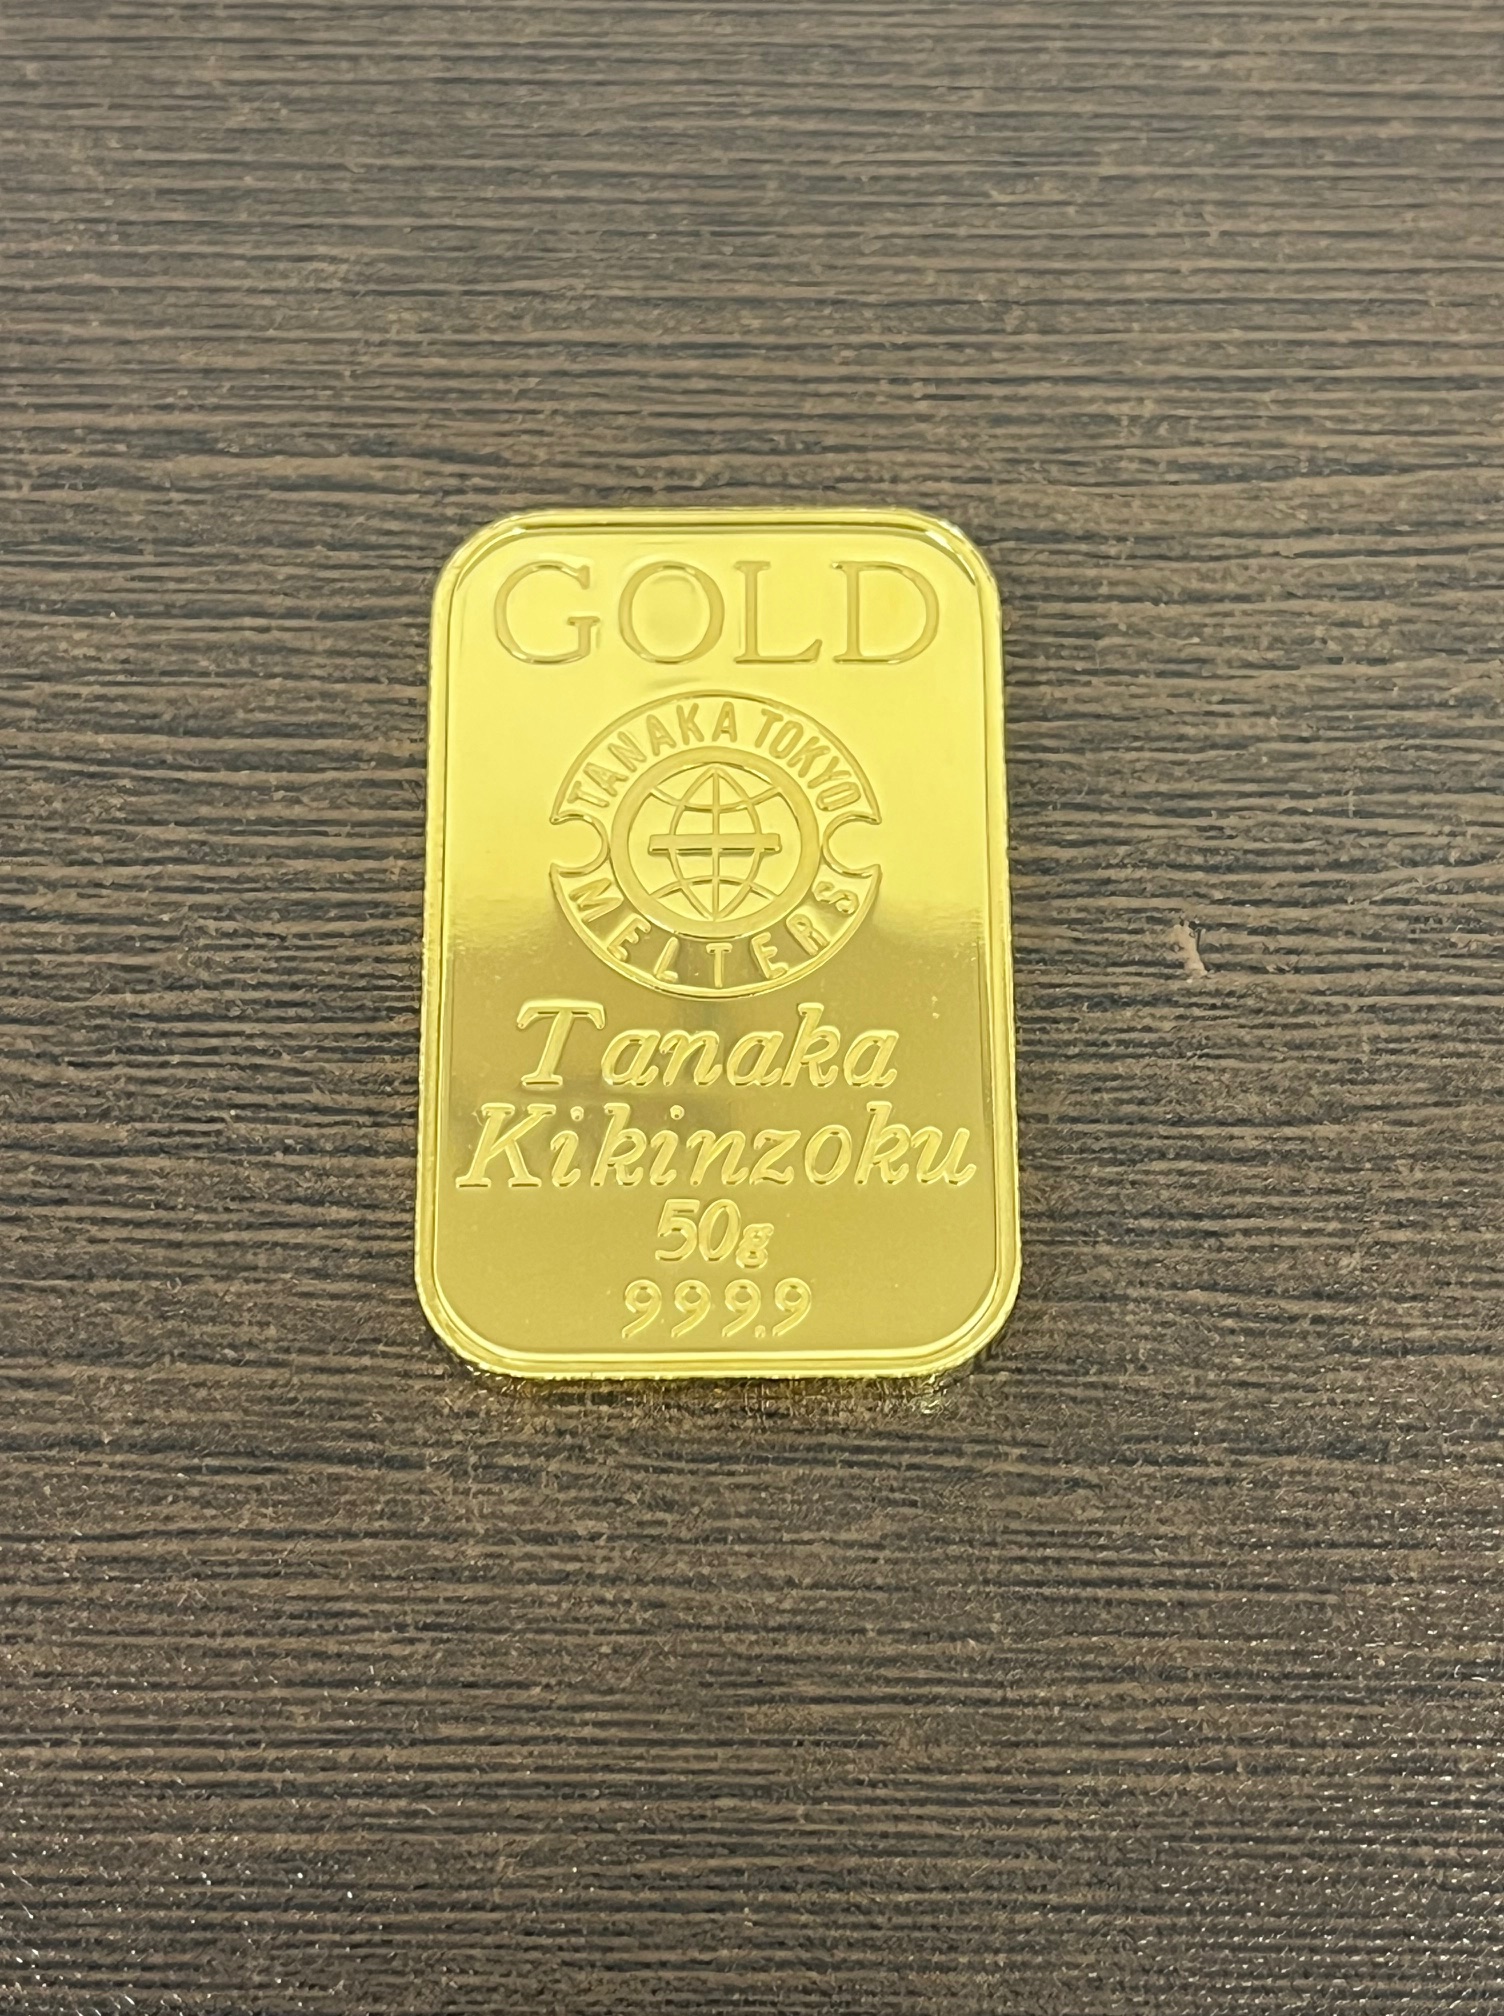 GOLD
TANAKA TOKYO
MELTERS
Tanaka
Kikinzoku
50g
999.9